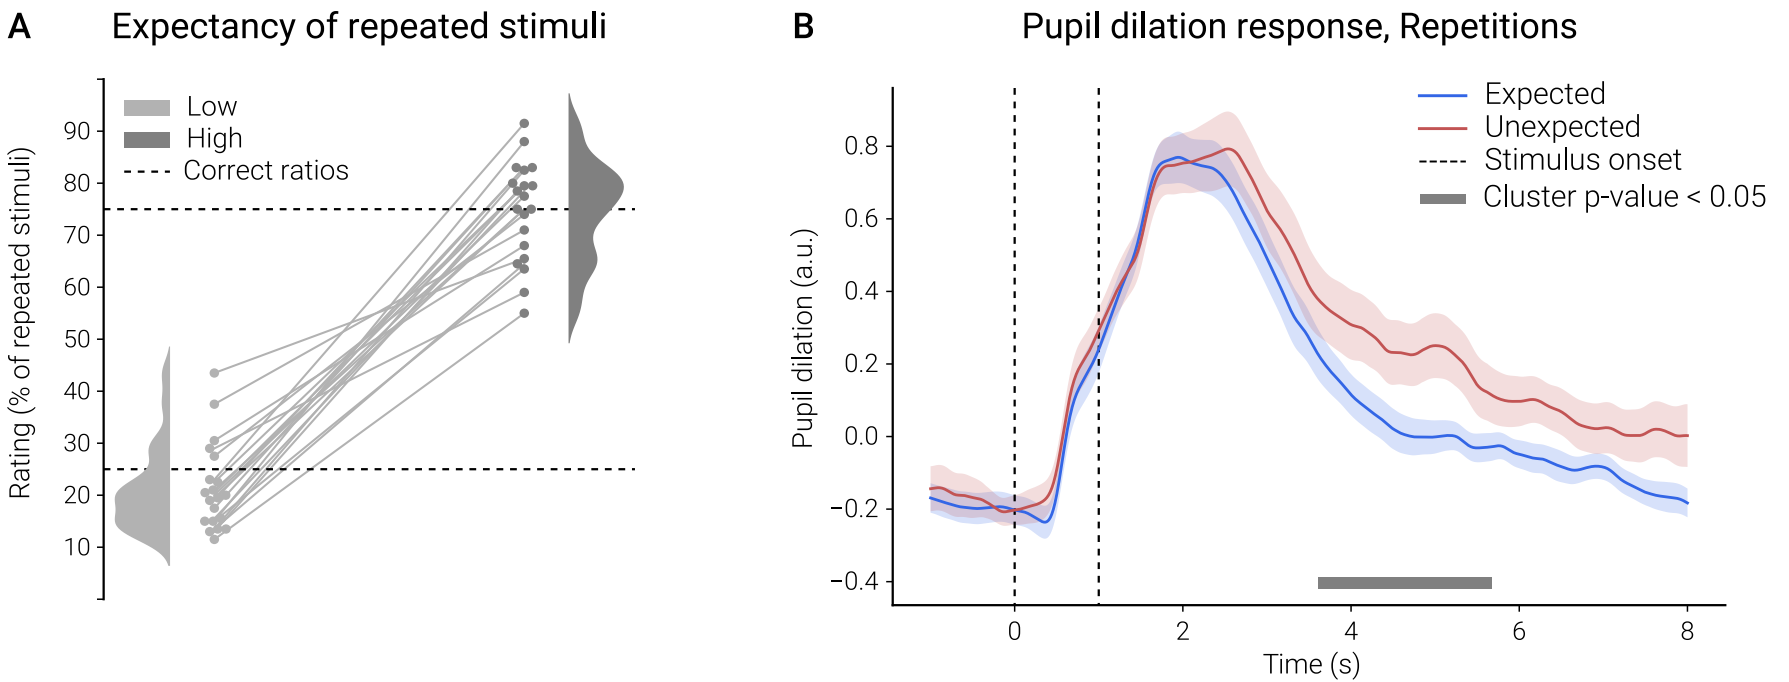 A Expectancy of repeated stimuli
Rating (% of repeated stimuli)
90
80
70
60
50
40
30
20
10
Low
High
Correct ratios
B Pupil dilation response, Repetitions
Pupil dilation (a.u.)
0.8
0.6
0.4
0.2
0.0
−0.2
−0.4
Expected
Unexpected
Stimulus onset
Cluster p-value < 0.05
0 2 4 6 8
Time (s)